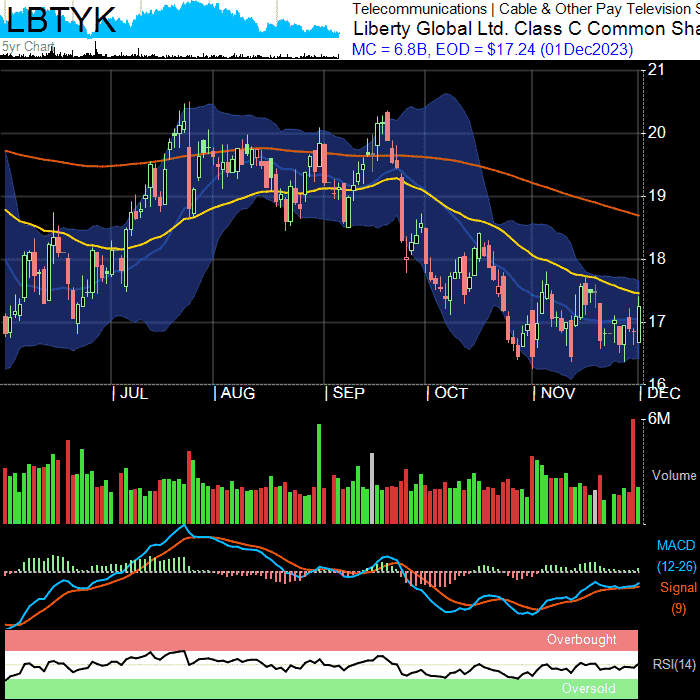 LBTYK
5yr Chart
Telecommunications | Cable & Other Pay Television S
Liberty Global Ltd. Class C Common Sha
MC = 6.8B, EOD = $17.24 (01Dec2023)
21
20
19
18
17
16
| JUL | AUG | SEP | OCT | NOV | DEC
6M
Volume
MACD
(12-26)
Signal
(9)
Overbought
RSI(14)
Oversold